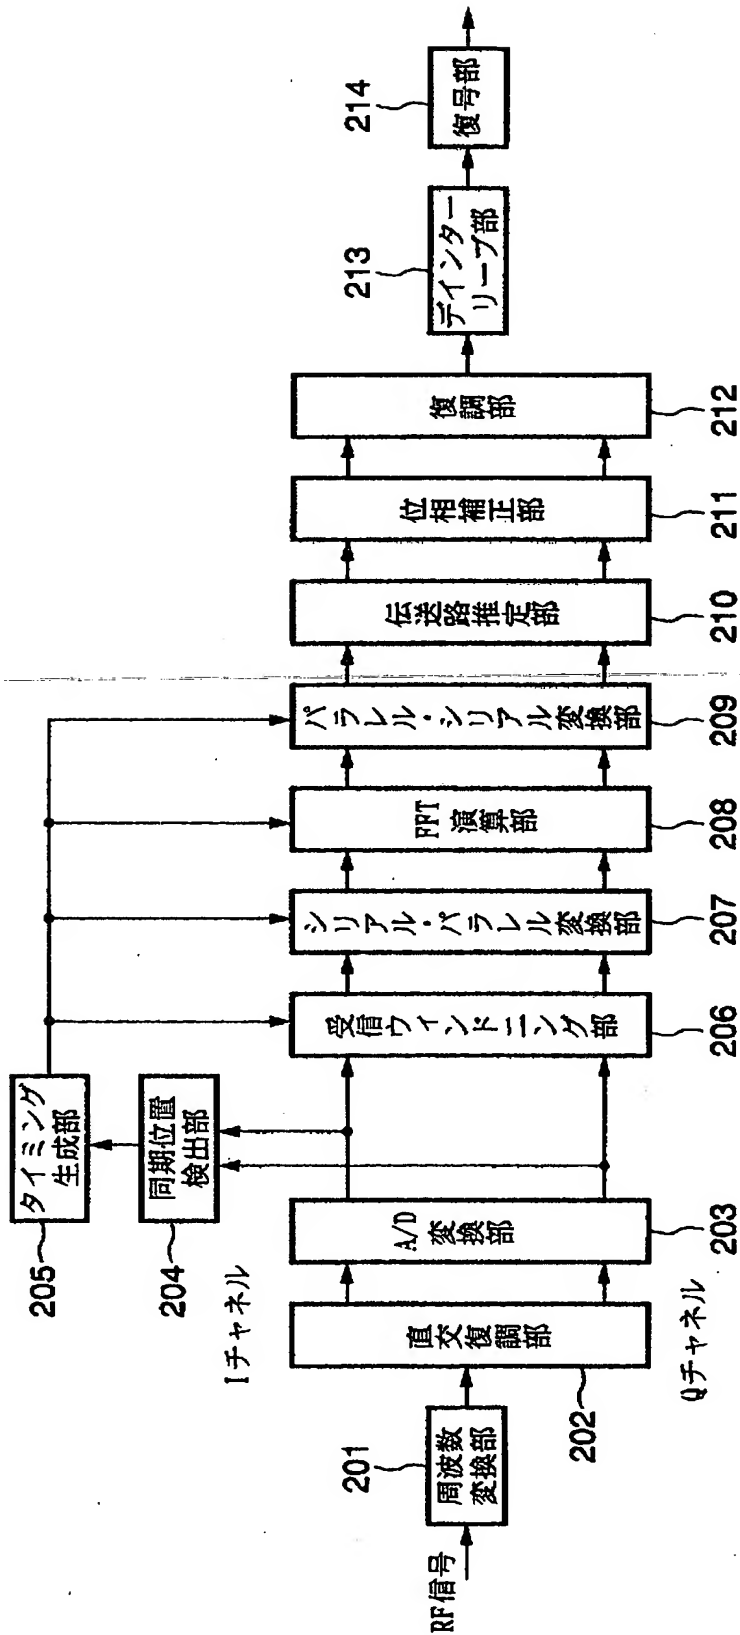 RF信号
201
周波数
変換部
202
直交復調部
Iチャネル
Qチャネル
203
A/D
変換部
204
同期位置
検出部
205
タイミング
生成部
206
受信ウインドニング部
207
シリアル・パラレル変換部
208
FFT
演算部
209
パラレル・シリアル変換部
210
伝送路推定部
211
位相補正部
212
復調部
213
デインター
リーブ部
214
復号部